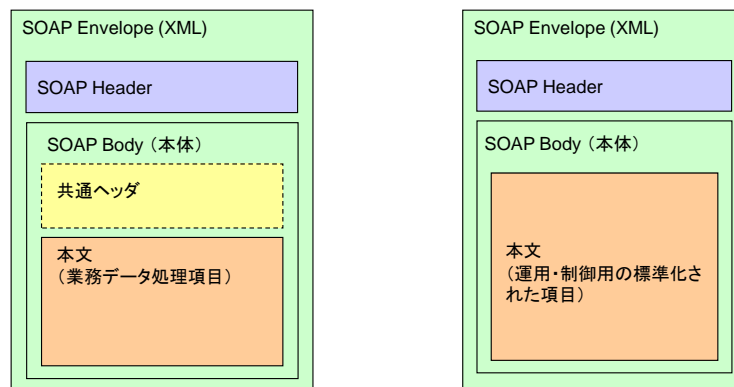 SOAP Envelope (XML)
SOAP Header
SOAP Body（本体）
共通ヘッダ
本文
（業務データ処理項目）
SOAP Envelope (XML)
SOAP Header
SOAP Body（本体）
本文
（運用・制御用の標準化さ
れた項目）